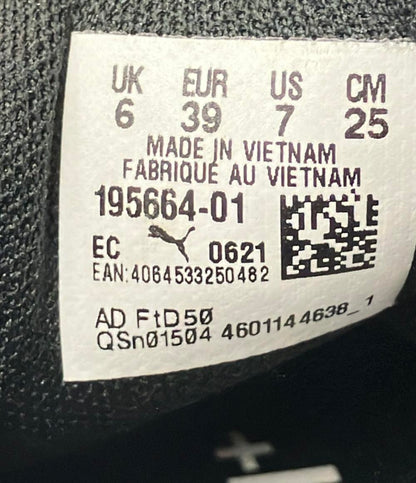 UK EUR US CM
6 39 7 25
MADE IN VIETNAM
FABRIQUÉ AU VIETNAM
195664-01
EC 0621
EAN:4064533250482
AD FtD50
QSn01504 4601144638_1